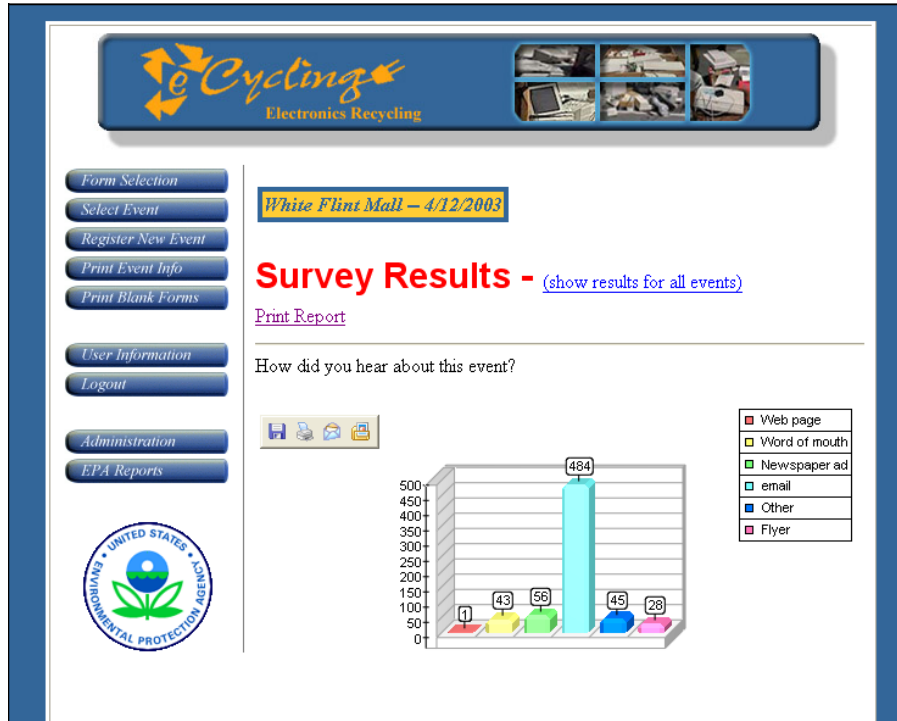 eCycling
Electronics Recycling
Form Selection
Select Event
Register New Event
Print Event Info
Print Blank Forms
User Information
Logout
Administration
EPA Reports
UNITED STATES
ENVIRONMENTAL PROTECTION AGENCY
White Flint Mall – 4/12/2003
Survey Results - (show results for all events)
Print Report
How did you hear about this event?
Web page
Word of mouth
Newspaper ad
email
Other
Flyer
500
450
400
350
300
250
200
150
100
50
0
1
43
56
484
45
28